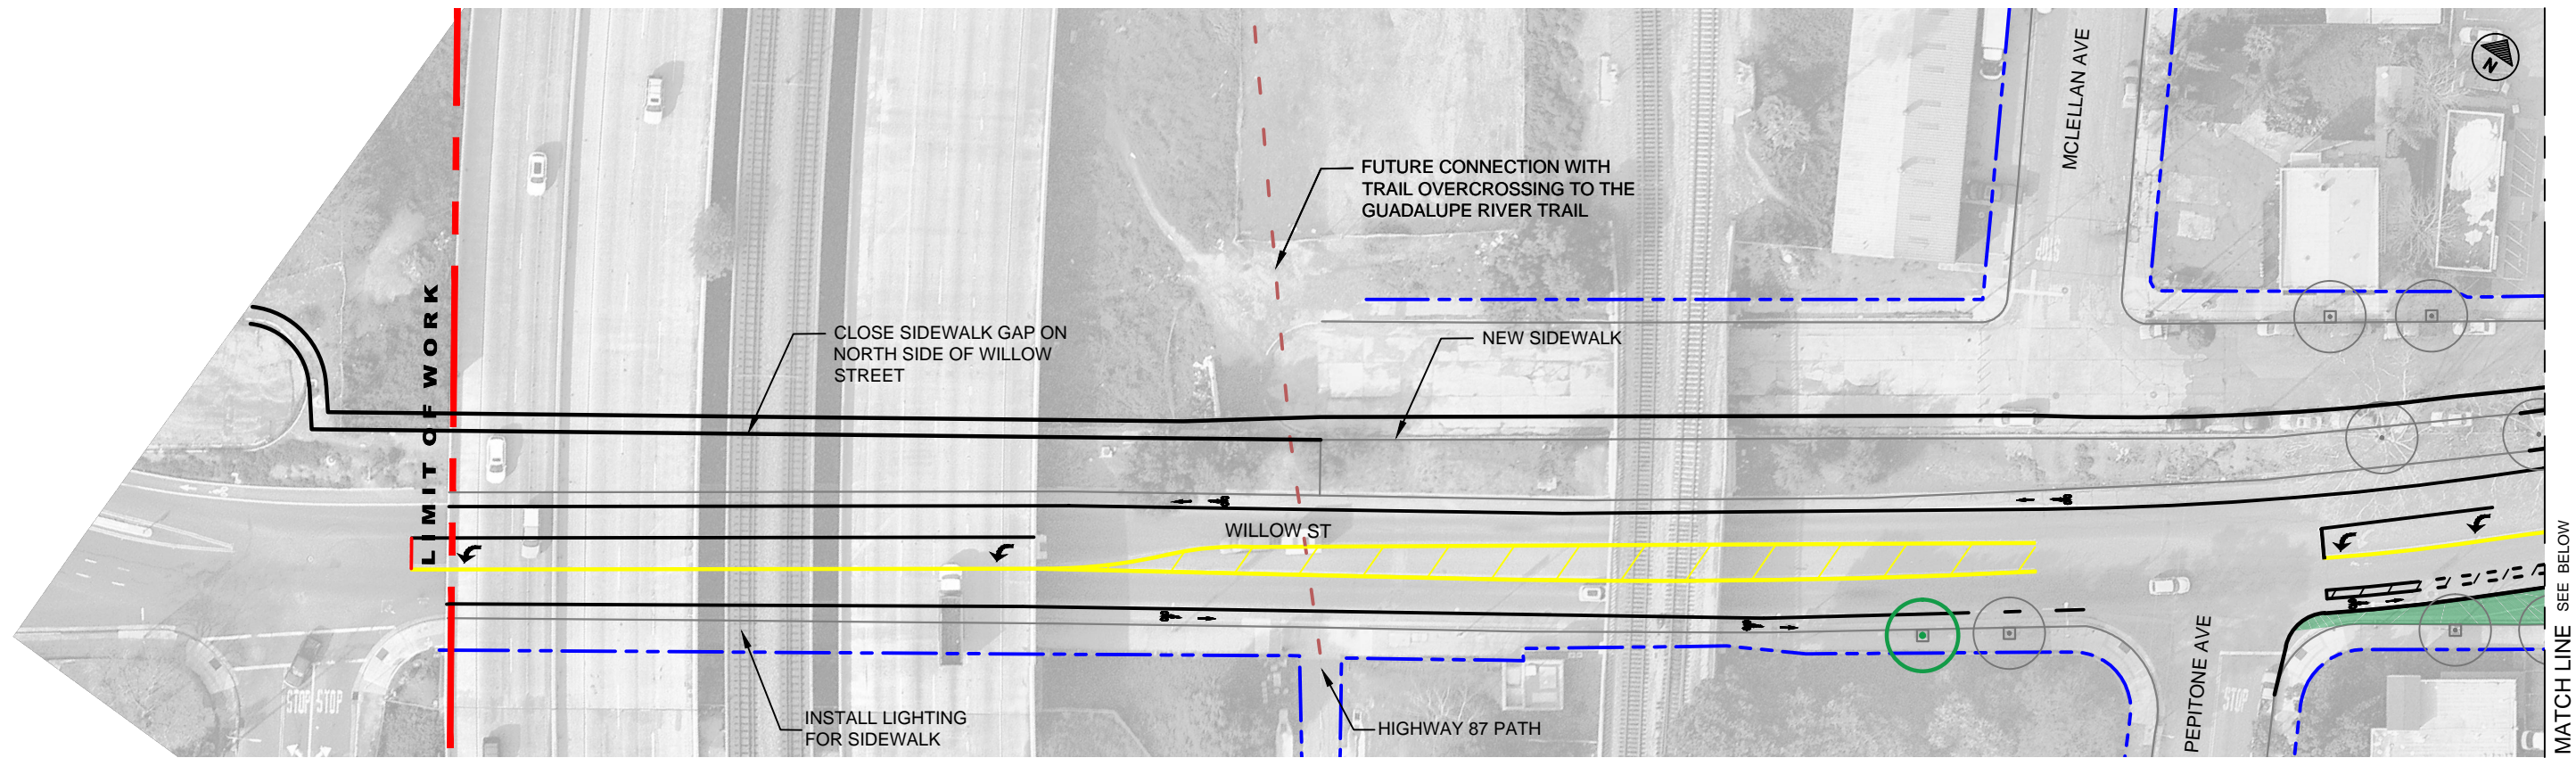 LIMIT OF WORK
CLOSE SIDEWALK GAP ON
NORTH SIDE OF WILLOW
STREET
FUTURE CONNECTION WITH
TRAIL OVERCROSSING TO THE
GUADALUPE RIVER TRAIL
NEW SIDEWALK
MCLELLAN AVE
N
STOP
WILLOW ST
INSTALL LIGHTING
FOR SIDEWALK
HIGHWAY 87 PATH
PEPITONE AVE
STOP STOP
STOP
MATCH LINE SEE BELOW